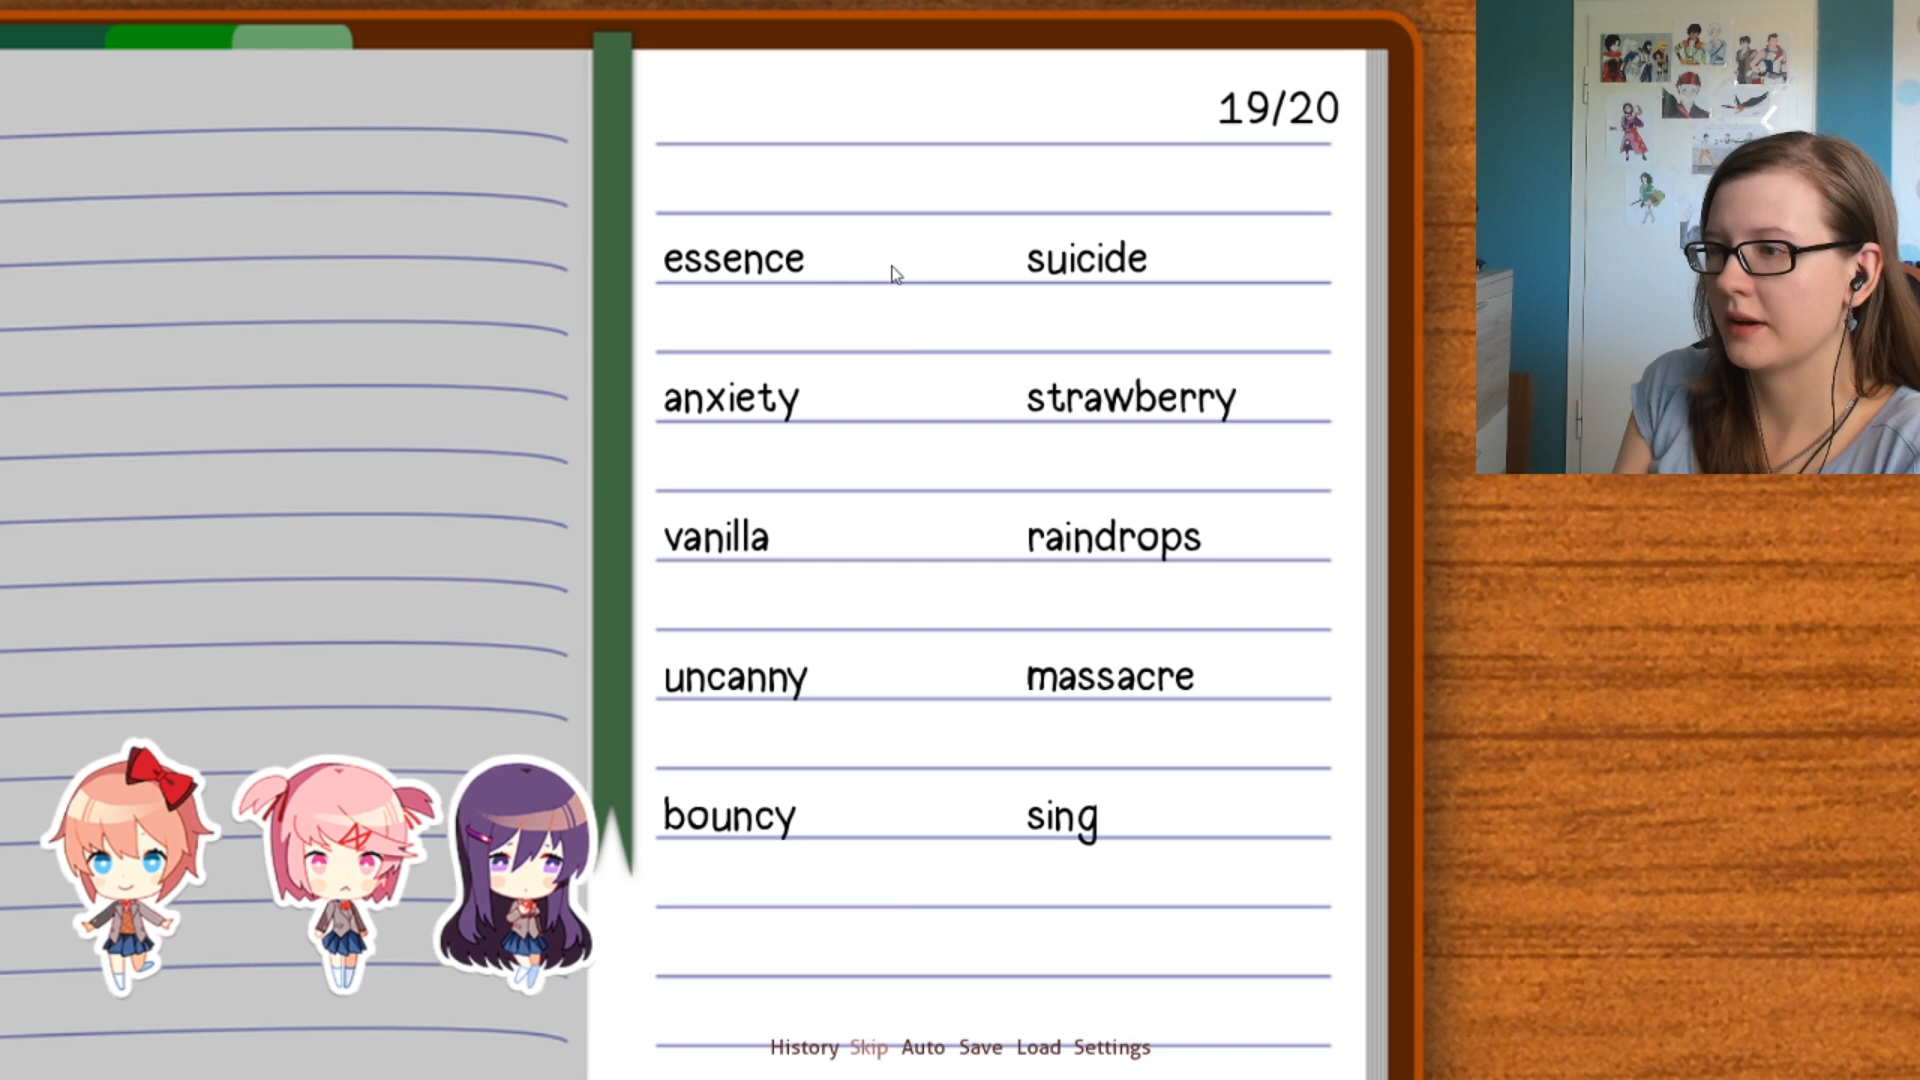 19/20
essence suicide
anxiety strawberry
vanilla raindrops
uncanny massacre
bouncy sing
History Skip Auto Save Load Settings